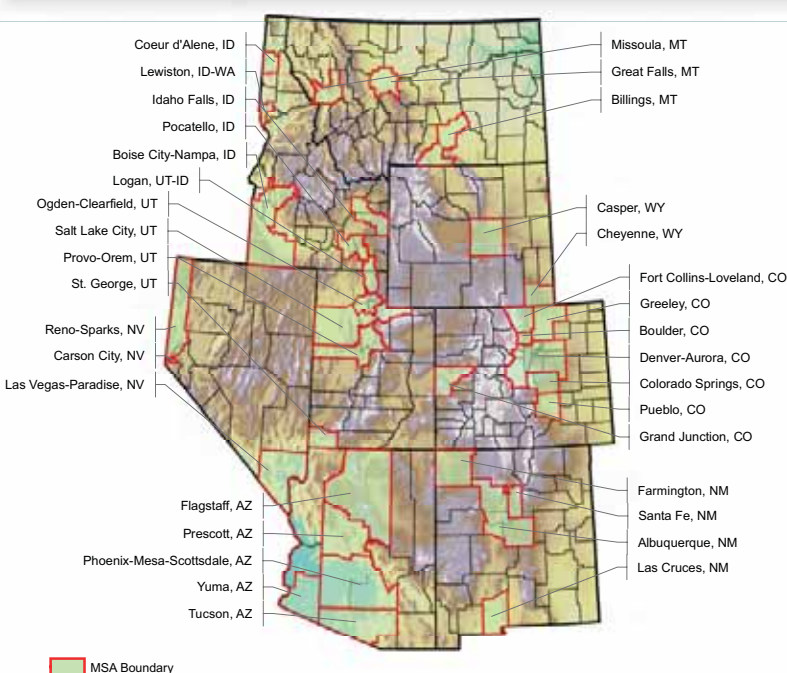 Coeur d'Alene, ID
Lewiston, ID-WA
Idaho Falls, ID
Pocatello, ID
Boise City-Nampa, ID
Logan, UT-ID
Ogden-Clearfield, UT
Salt Lake City, UT
Provo-Orem, UT
St. George, UT
Reno-Sparks, NV
Carson City, NV
Las Vegas-Paradise, NV
Flagstaff, AZ
Prescott, AZ
Phoenix-Mesa-Scottsdale, AZ
Yuma, AZ
Tucson, AZ
Missoula, MT
Great Falls, MT
Billings, MT
Casper, WY
Cheyenne, WY
Fort Collins-Loveland, CO
Greeley, CO
Boulder, CO
Denver-Aurora, CO
Colorado Springs, CO
Pueblo, CO
Grand Junction, CO
Farmington, NM
Santa Fe, NM
Albuquerque, NM
Las Cruces, NM
MSA Boundary